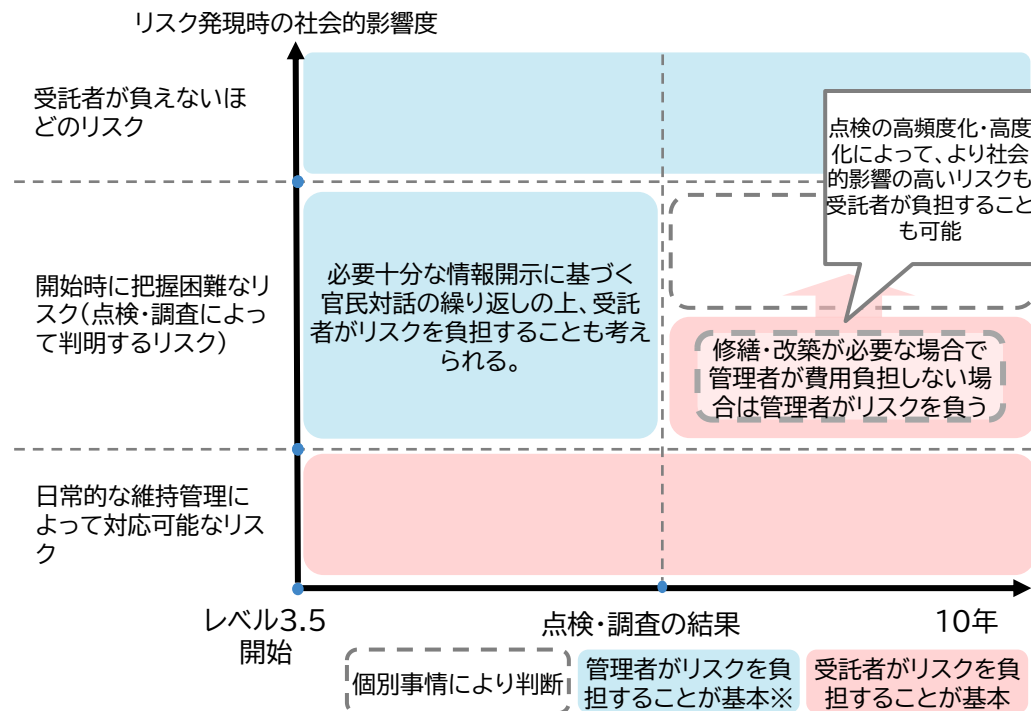 リスク発現時の社会的影響度
受託者が負えないほ
どのリスク
点検の高頻度化・高度
化によって、より社会
的影響の高いリスクも
受託者が負担すること
も可能
開始時に把握困難なリ
スク(点検・調査によっ
て判明するリスク)
必要十分な情報開示に基づく
官民対話の繰り返しの上、受託
者がリスクを負担することも考え
られる。
修繕・改築が必要な場合で
管理者が費用負担しない場
合は管理者がリスクを負う
日常的な維持管理に
よって対応可能なリス
ク
レベル3.5
開始
点検・調査の結果
10年
個別事情により判断
管理者がリスクを負
担することが基本※
受託者がリスクを負
担することが基本